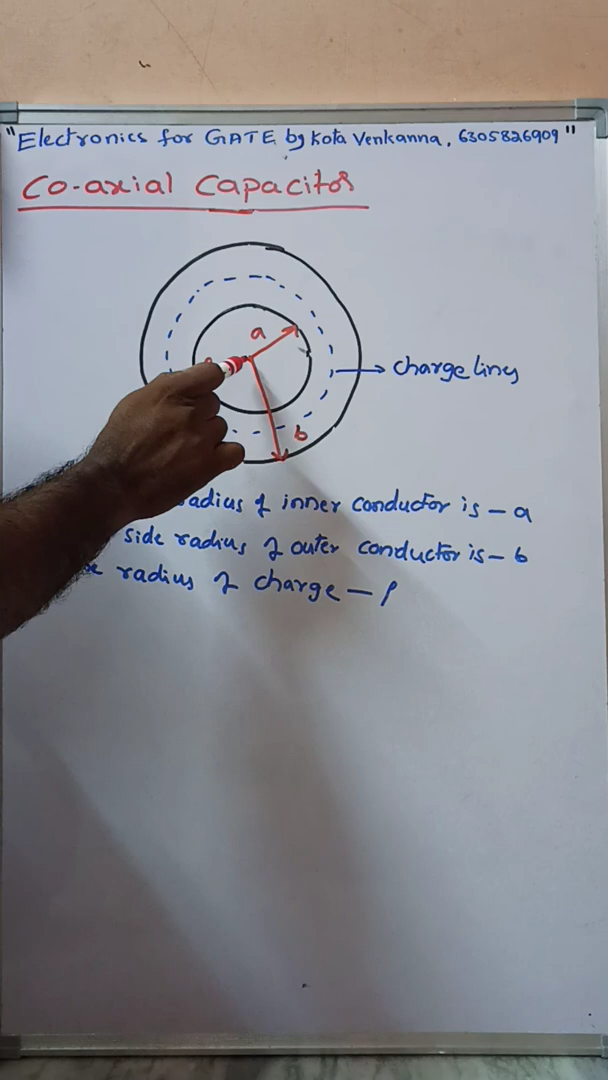 "Electronics for GATE by Kota Venkanna, 6305826909"
Co-axial Capacitor
a
charge line
b
radius of inner conductor is - a
side radius of outer conductor is - b
radius of charge - ρ